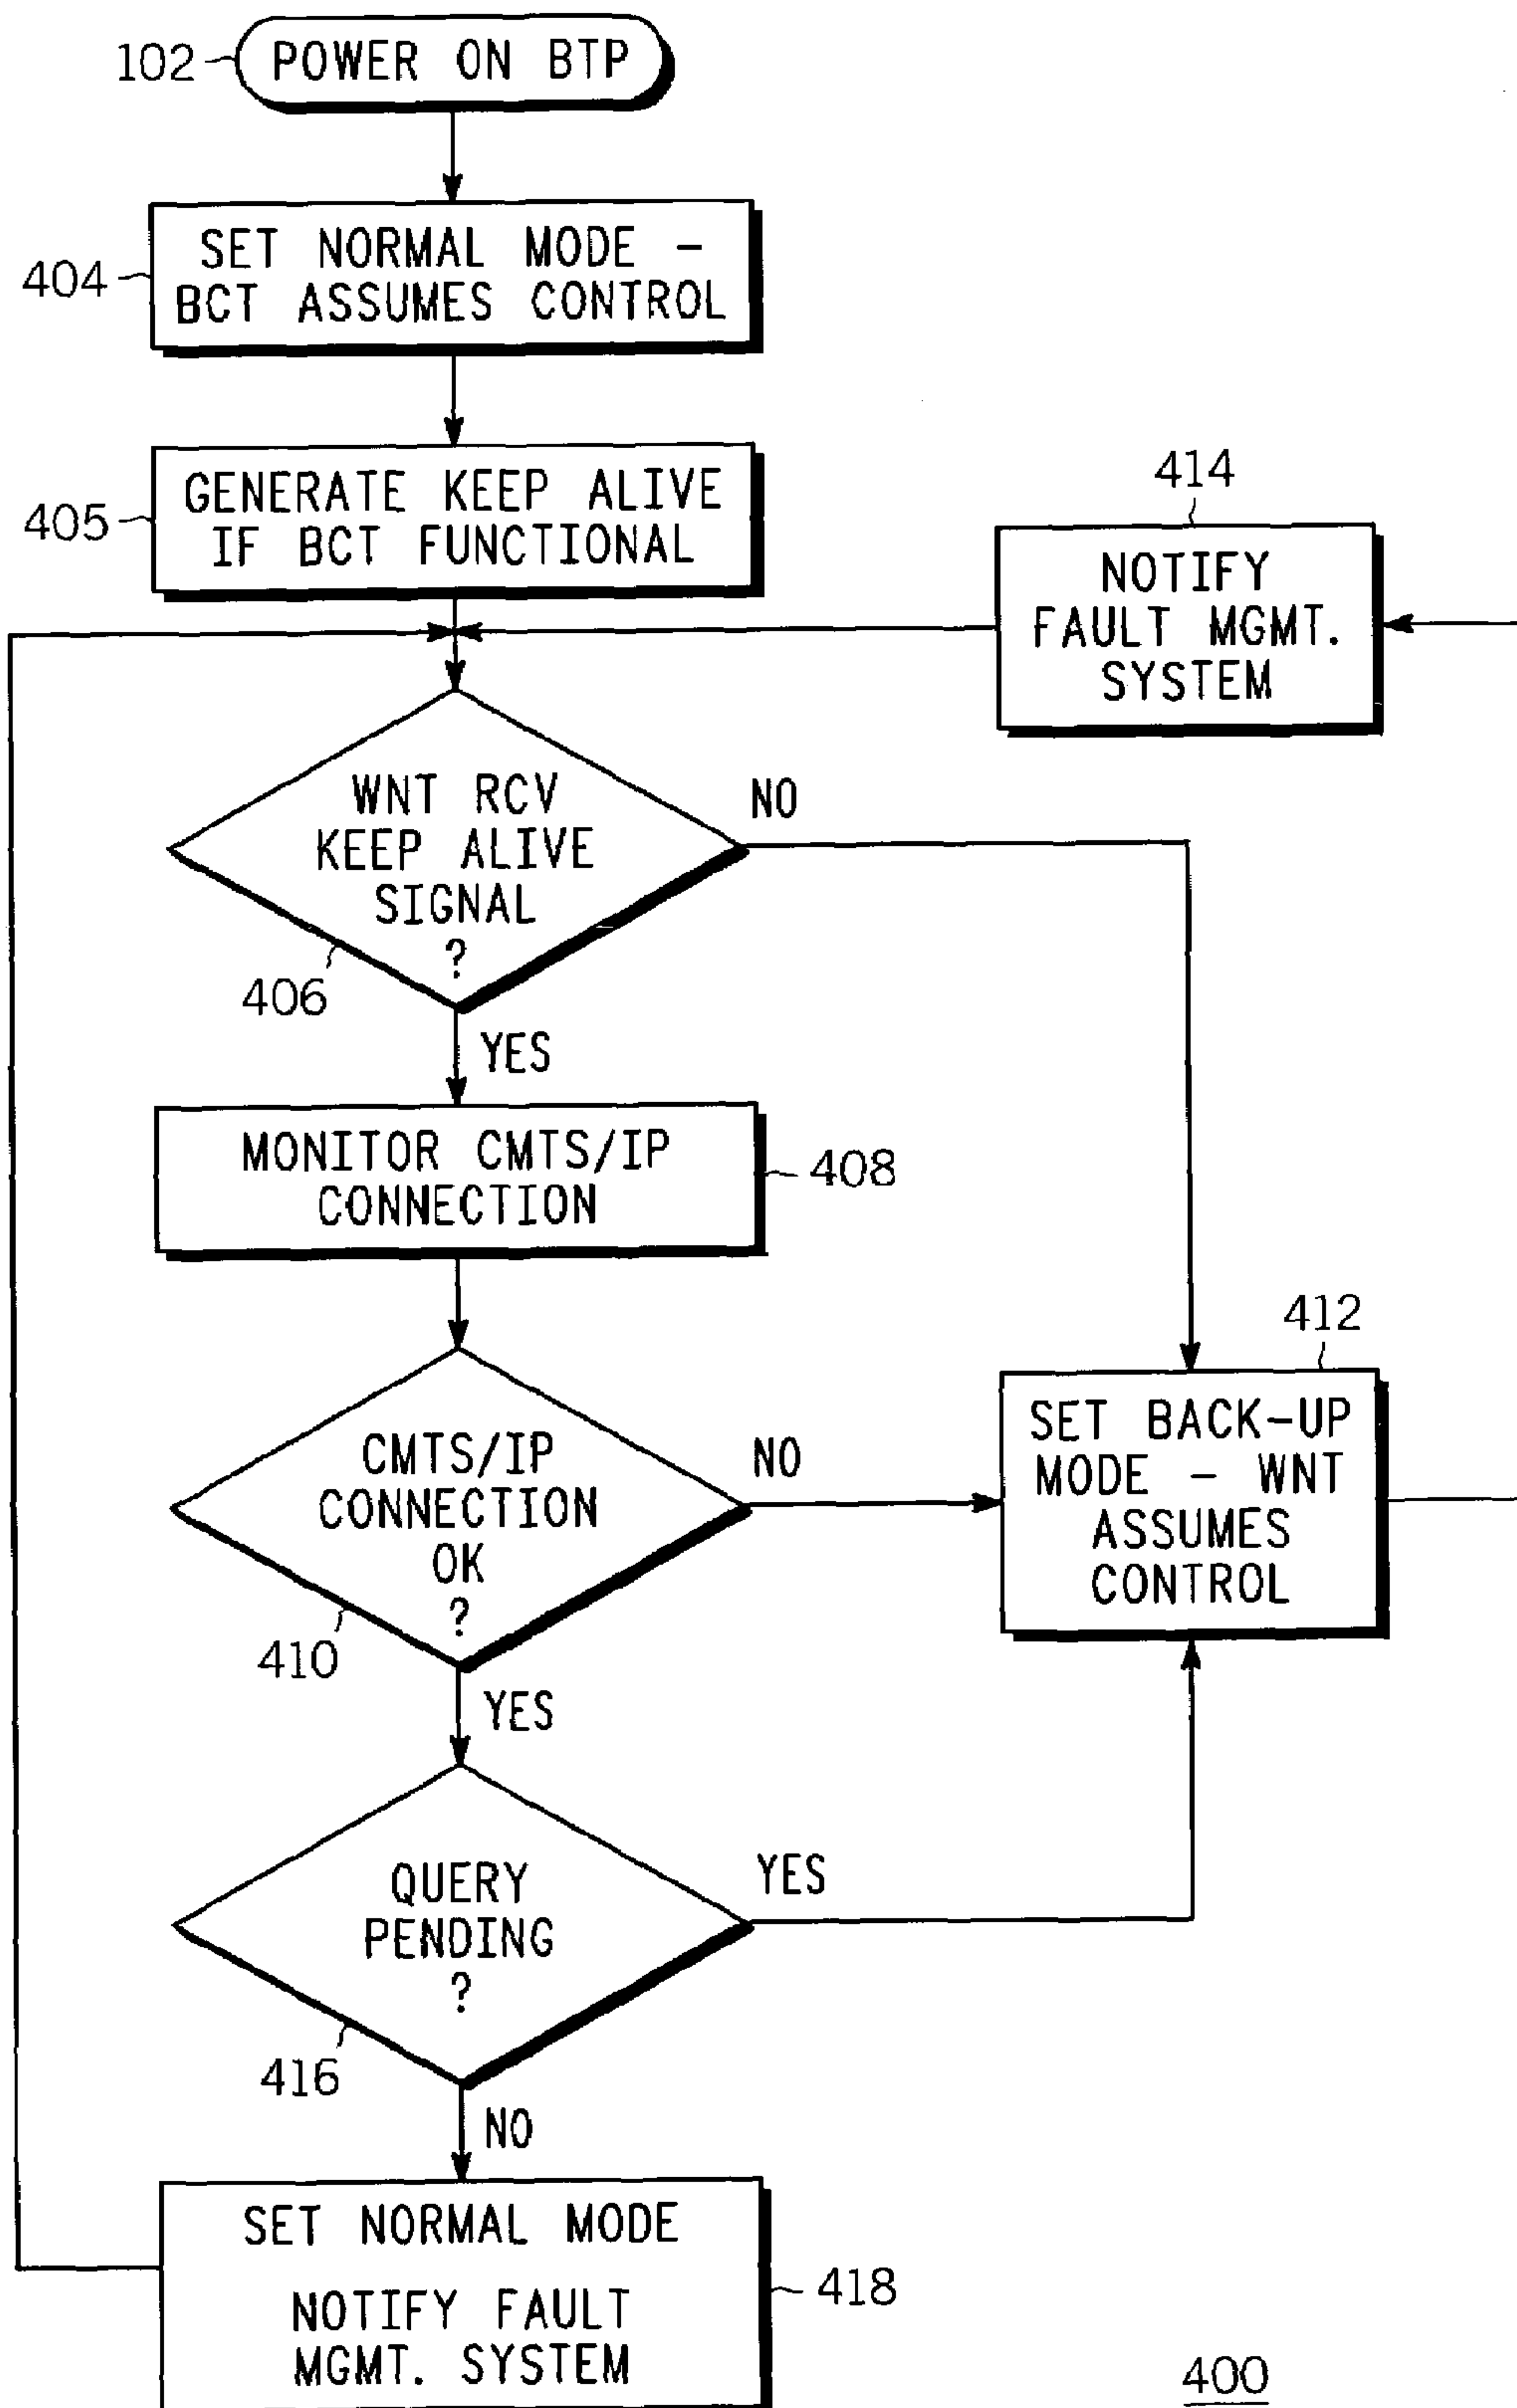 102
POWER ON BTP
404
SET NORMAL MODE -
BCT ASSUMES CONTROL
405
GENERATE KEEP ALIVE
IF BCT FUNCTIONAL
414
NOTIFY
FAULT MGMT.
SYSTEM
WNT RCV
KEEP ALIVE
SIGNAL
?
NO
406
YES
MONITOR CMTS/IP
CONNECTION
408
412
SET BACK-UP
MODE - WNT
ASSUMES
CONTROL
CMTS/IP
CONNECTION
OK
?
NO
410
YES
QUERY
PENDING
?
YES
416
NO
SET NORMAL MODE
NOTIFY FAULT
MGMT. SYSTEM
418
400